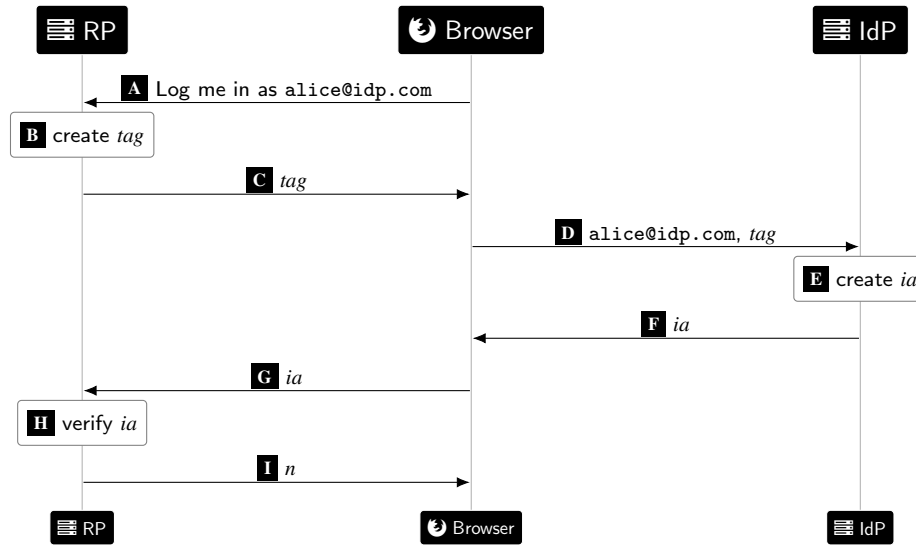 RP Browser IdP
A Log me in as alice@idp.com
B create tag
C tag
D alice@idp.com, tag
E create ia
F ia
G ia
H verify ia
I n
RP Browser IdP